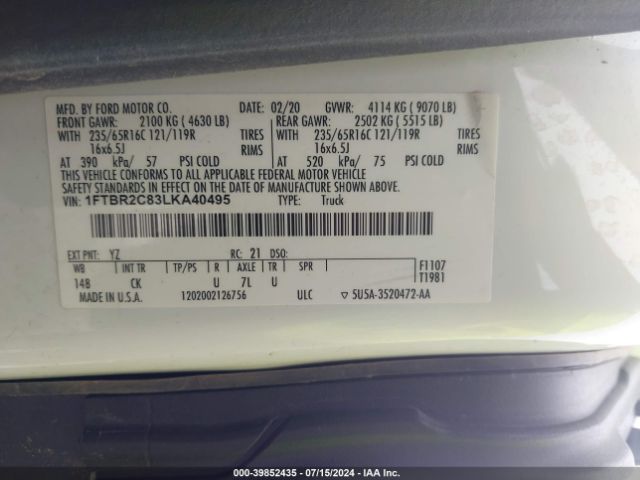 MFD. BY FORD MOTOR CO. 02/20 GVWR: 4114 KG ( 9070 LB)
FRONT GAWR: 2100 KG ( 4630 LB) REAR GAWR: 2502 KG ( 5515 LB)
WITH 235/65R16C 121/119R TIRES WITH 235/65R16C 121/119R TIRES
16x6.5J RIMS 16x6.5J RIMS
AT 390 kPa/ 57 PSI COLD AT 520 kPa/ 75 PSI COLD
THIS VEHICLE CONFORMS TO ALL APPLICABLE FEDERAL MOTOR VEHICLE
SAFETY STANDARDS IN EFFECT ON THE DATE OF MANUFACTURE SHOWN ABOVE.
VIN: 1FTBR2C83LKA40495 TYPE: Truck
EXT PNT: YZ RC: 21 DSO:
WB INT TR TP/PS R AXLE TR SPR F1107
148 CK U 7L U T1981
MADE IN U.S.A. 1202002126756 ULC ▽ 5U5A-3520472-AA
000-39852435 - 07/15/2024 - IAA Inc.